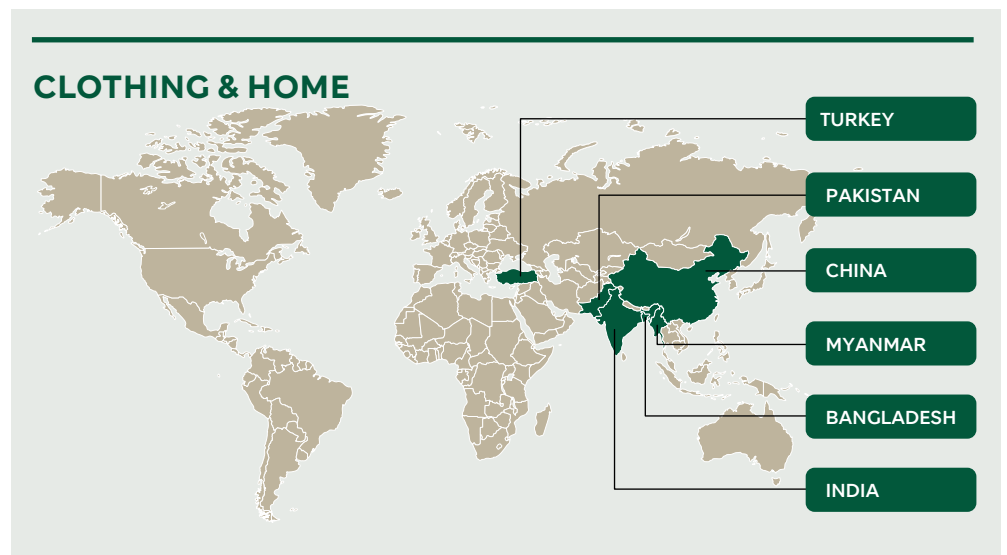 CLOTHING & HOME
TURKEY
PAKISTAN
CHINA
MYANMAR
BANGLADESH
INDIA